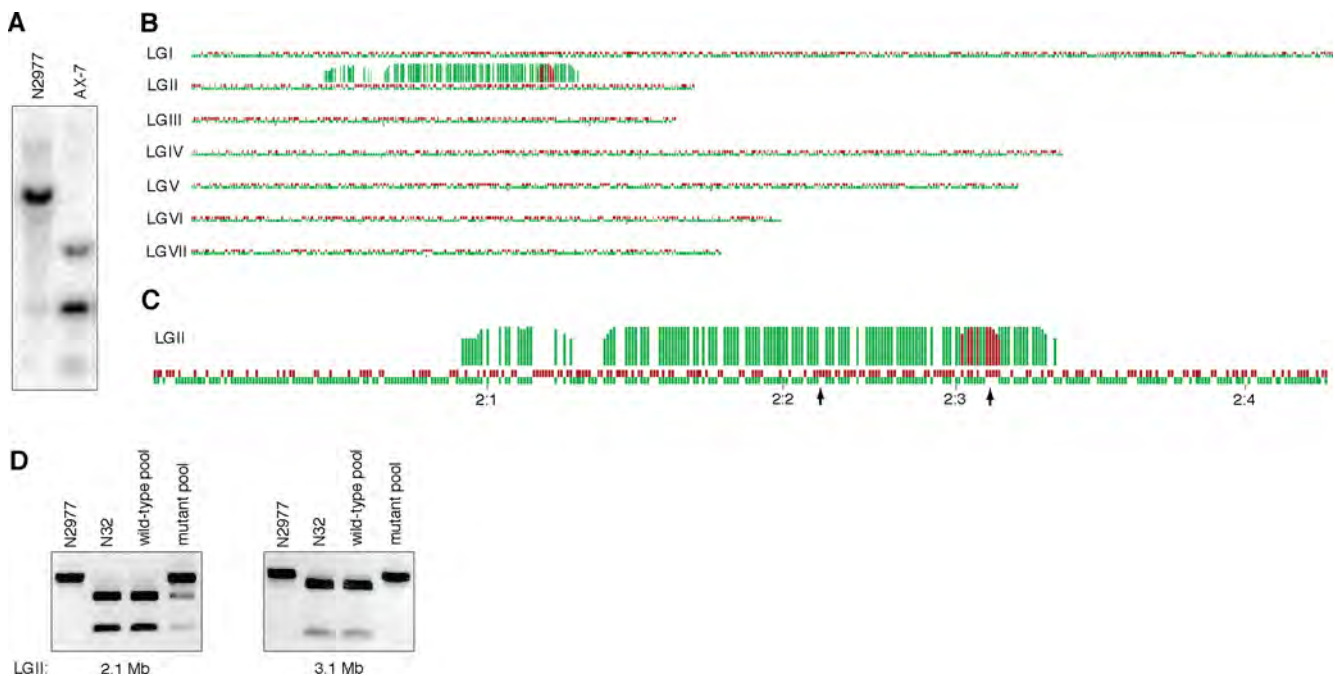 A
N2977
AX-7
B
LGI
LGII
LGIII
LGIV
LGV
LGVI
LGVII
C
LGII
2:1
2:2
2:3
2:4
D
N2977
N32
wild-type pool
mutant pool
N2977
N32
wild-type pool
mutant pool
LGII:
2.1 Mb
3.1 Mb